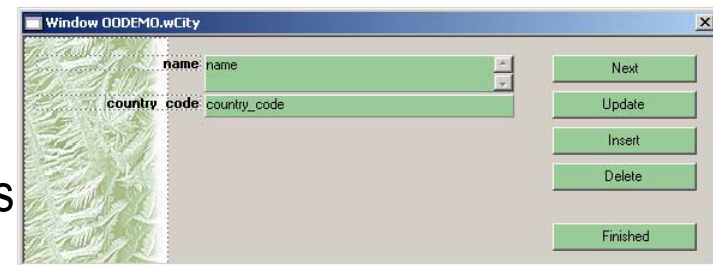 Window OODEMO.wCity
name name
Next
country_code country_code
Update
Insert
s
Delete
Finished